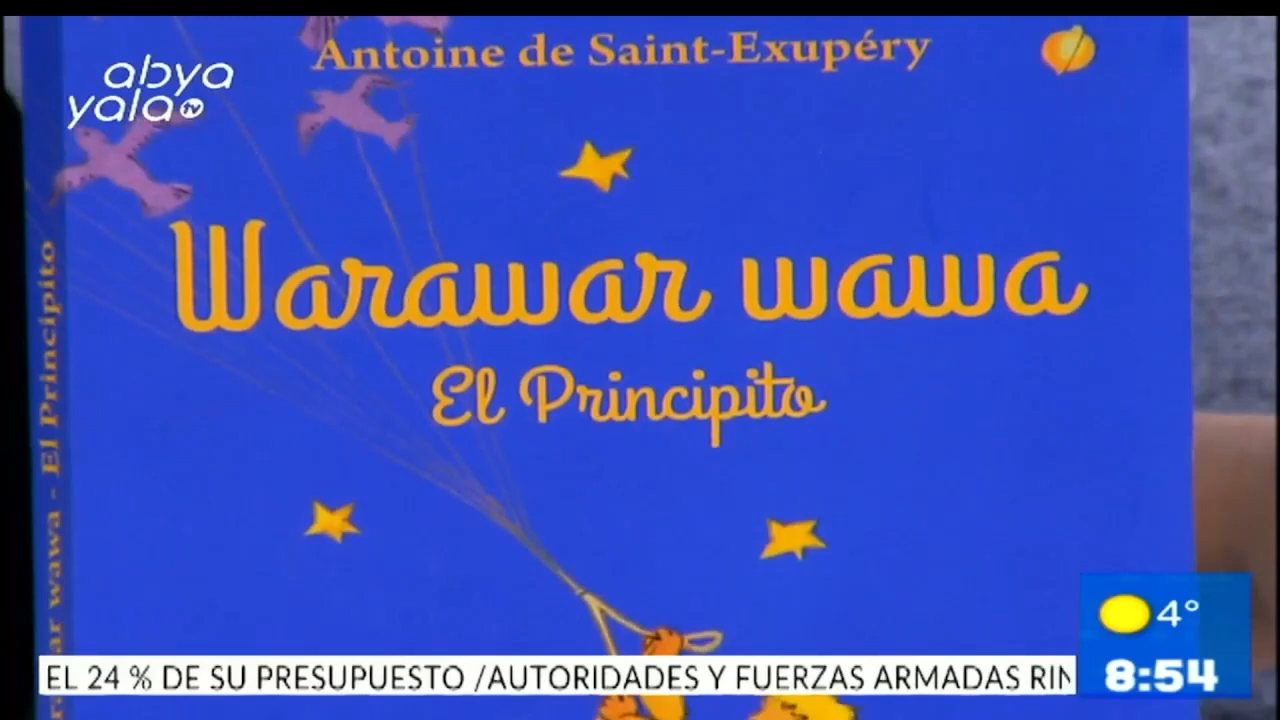 abya
yala tv
Antoine de Saint-Exupéry
Warawar wawa
El Principito
ar wawa - El Principito
EL 24 % DE SU PRESUPUESTO /AUTORIDADES Y FUERZAS ARMADAS RIN
4°
8:54